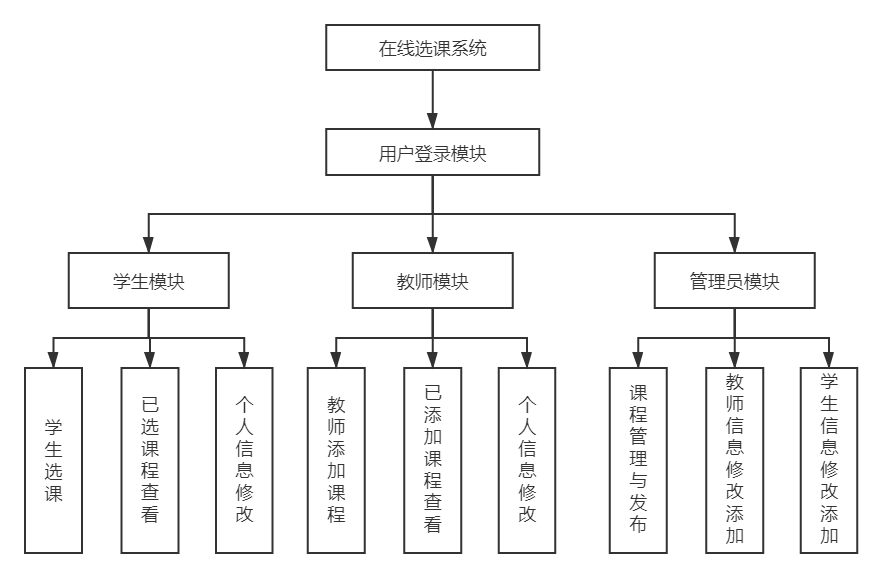 在线选课系统
用户登录模块
学生模块
教师模块
管理员模块
学生选课
已选课程查看
个人信息修改
教师添加课程
已添加课程查看
个人信息修改
课程管理与发布
教师信息修改添加
学生信息修改添加